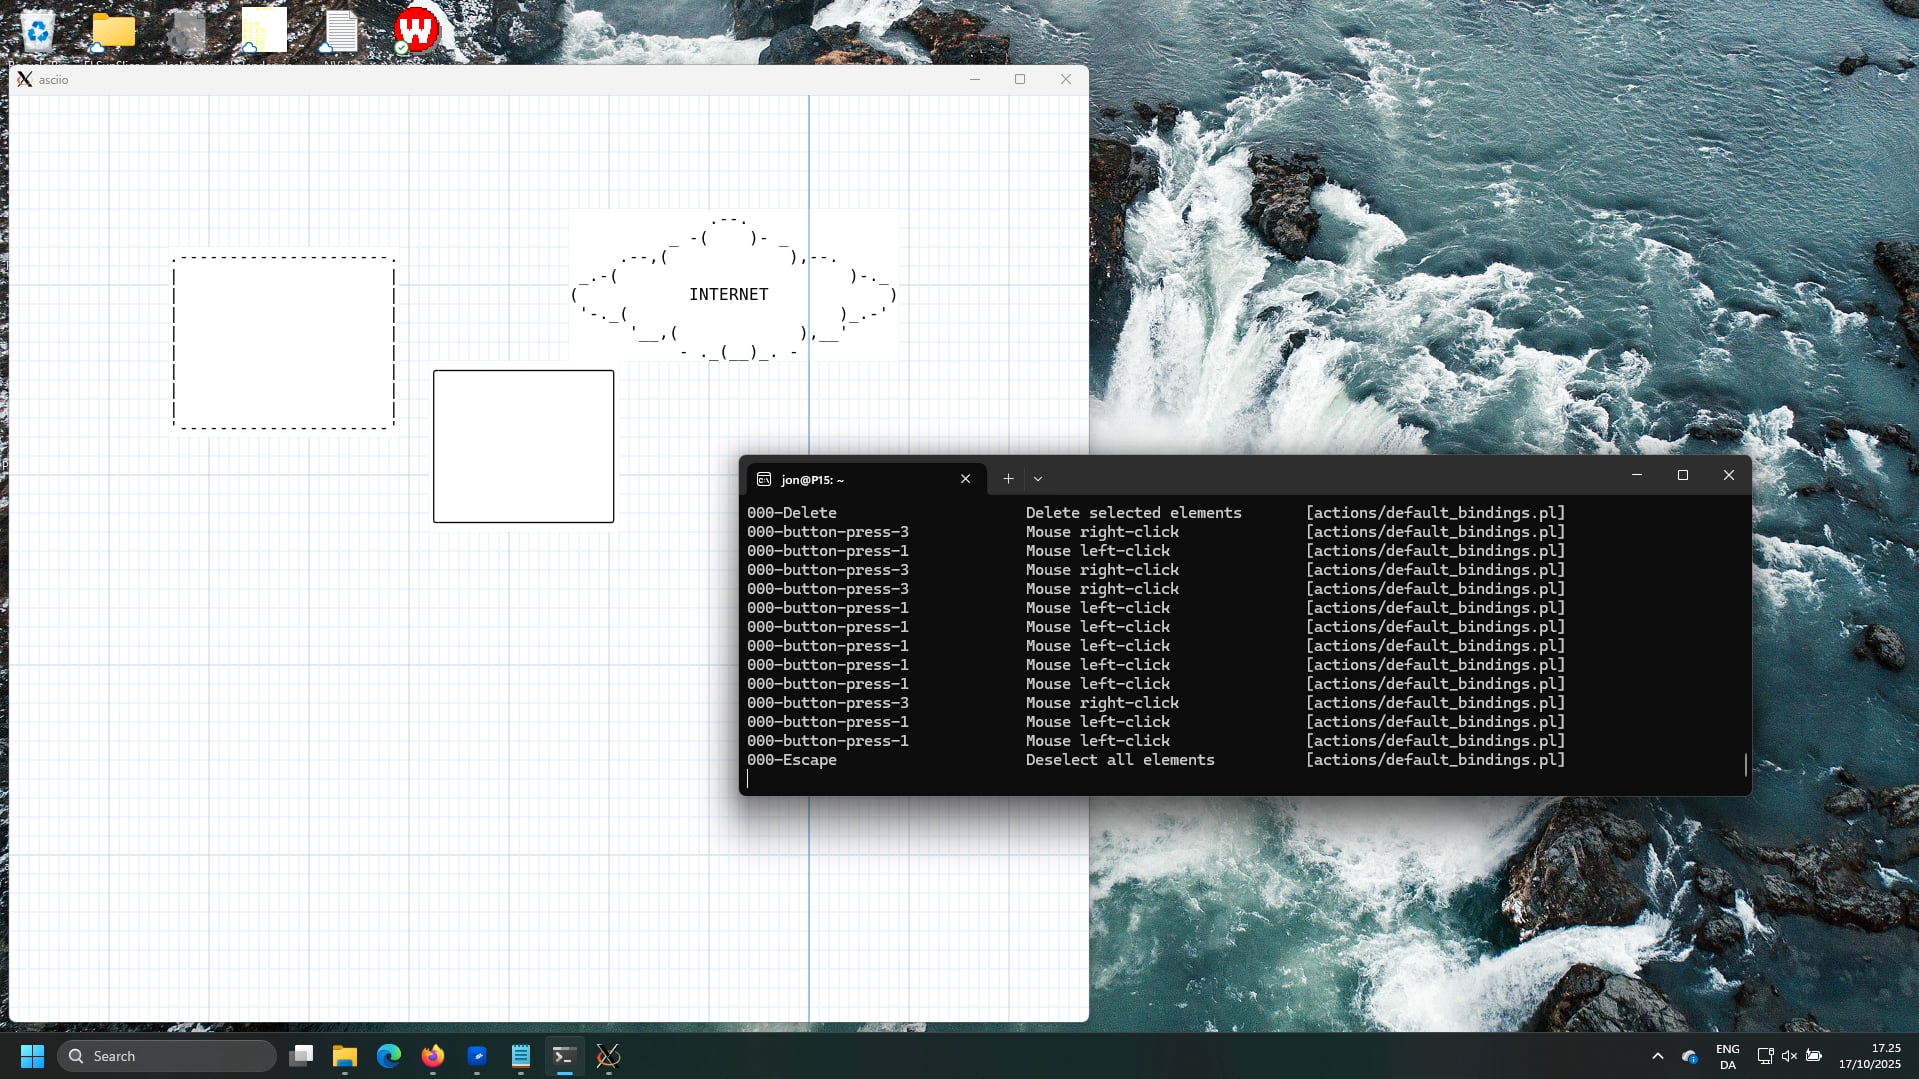 asciio
.--.
_ -(    )- _
.--,(            ),--.
_.-(                       )-._
(           INTERNET            )
'-._(                     )_.-'
'__,(            ),__'
- ._(__)_. -
.---------------------.
'---------------------'
jon@P15: ~
000-Delete Delete selected elements [actions/default_bindings.pl]
000-button-press-3 Mouse right-click [actions/default_bindings.pl]
000-button-press-1 Mouse left-click [actions/default_bindings.pl]
000-button-press-3 Mouse right-click [actions/default_bindings.pl]
000-button-press-3 Mouse right-click [actions/default_bindings.pl]
000-button-press-1 Mouse left-click [actions/default_bindings.pl]
000-button-press-1 Mouse left-click [actions/default_bindings.pl]
000-button-press-1 Mouse left-click [actions/default_bindings.pl]
000-button-press-1 Mouse left-click [actions/default_bindings.pl]
000-button-press-1 Mouse left-click [actions/default_bindings.pl]
000-button-press-3 Mouse right-click [actions/default_bindings.pl]
000-button-press-1 Mouse left-click [actions/default_bindings.pl]
000-button-press-1 Mouse left-click [actions/default_bindings.pl]
000-Escape Deselect all elements [actions/default_bindings.pl]
Search
ENG
DA
17.25
17/10/2025